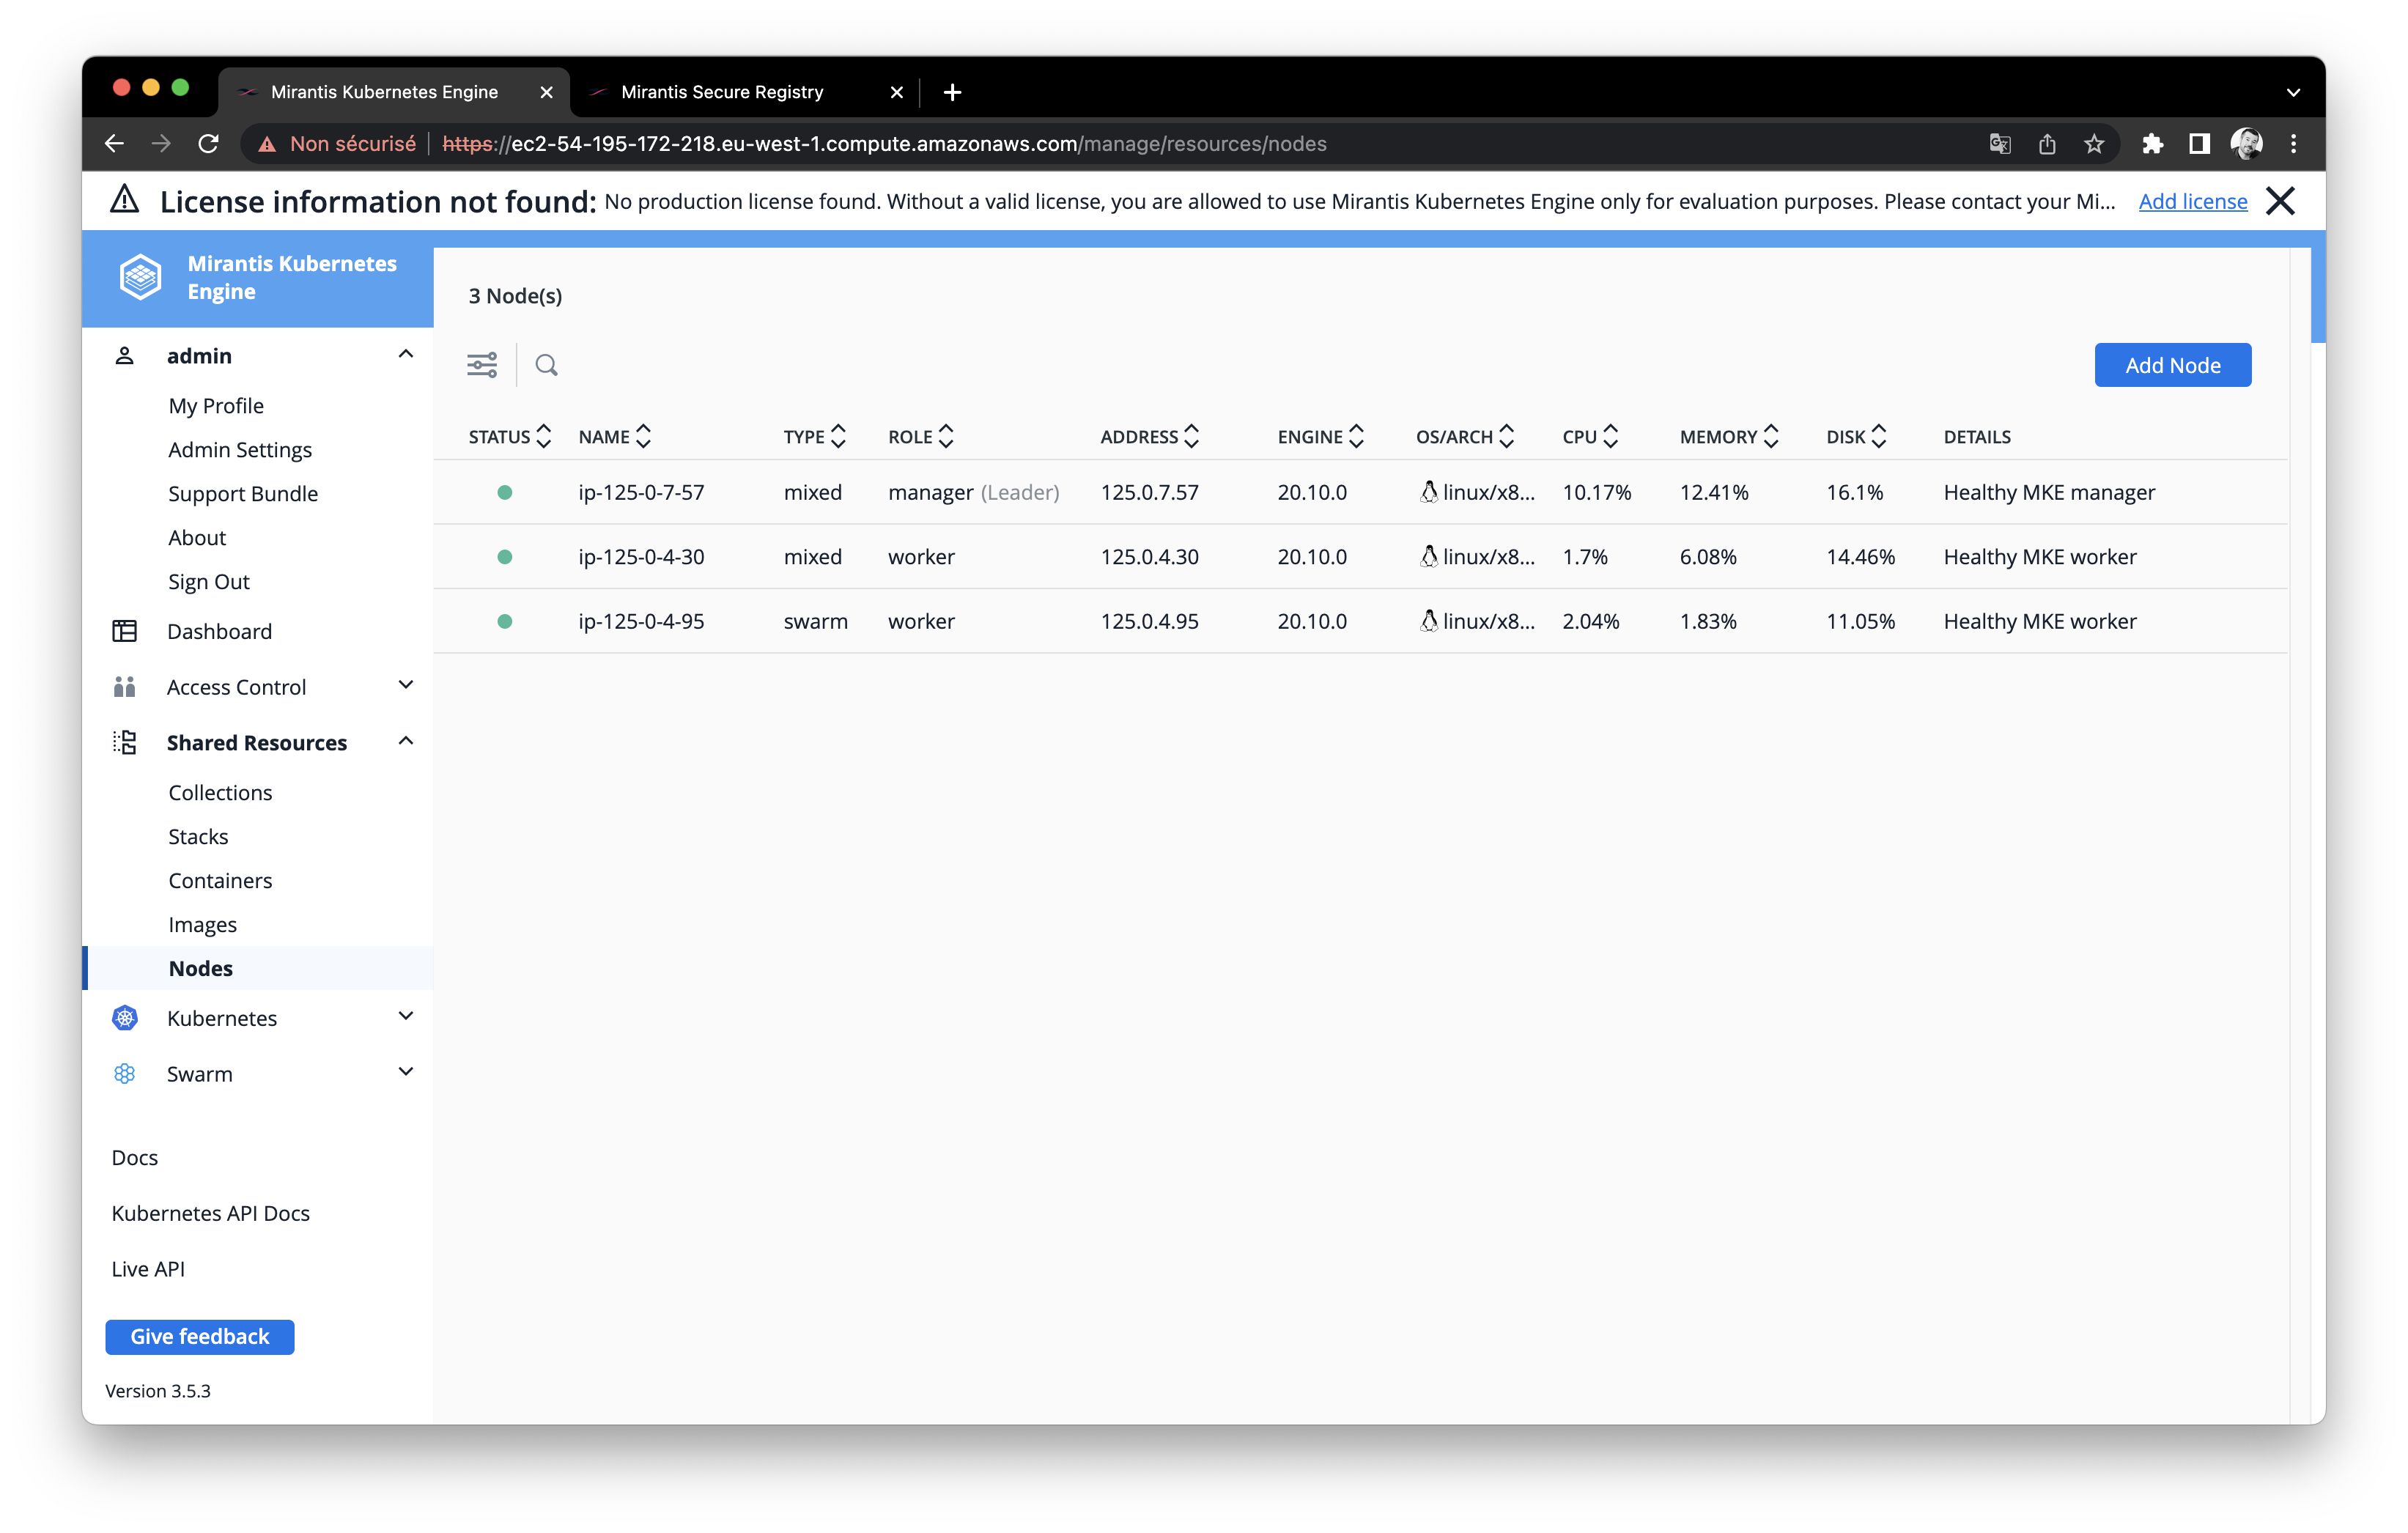 Mirantis Kubernetes Engine
Mirantis Secure Registry
Non sécurisé https://ec2-54-195-172-218.eu-west-1.compute.amazonaws.com/manage/resources/nodes
License information not found: No production license found. Without a valid license, you are allowed to use Mirantis Kubernetes Engine only for evaluation purposes. Please contact your Mi... Add license
Mirantis Kubernetes
Engine
admin
My Profile
Admin Settings
Support Bundle
About
Sign Out
Dashboard
Access Control
Shared Resources
Collections
Stacks
Containers
Images
Nodes
Kubernetes
Swarm
Docs
Kubernetes API Docs
Live API
Give feedback
Version 3.5.3
3 Node(s)
Add Node
STATUS NAME TYPE ROLE ADDRESS ENGINE OS/ARCH CPU MEMORY DISK DETAILS
ip-125-0-7-57 mixed manager (Leader) 125.0.7.57 20.10.0 linux/x8... 10.17% 12.41% 16.1% Healthy MKE manager
ip-125-0-4-30 mixed worker 125.0.4.30 20.10.0 linux/x8... 1.7% 6.08% 14.46% Healthy MKE worker
ip-125-0-4-95 swarm worker 125.0.4.95 20.10.0 linux/x8... 2.04% 1.83% 11.05% Healthy MKE worker